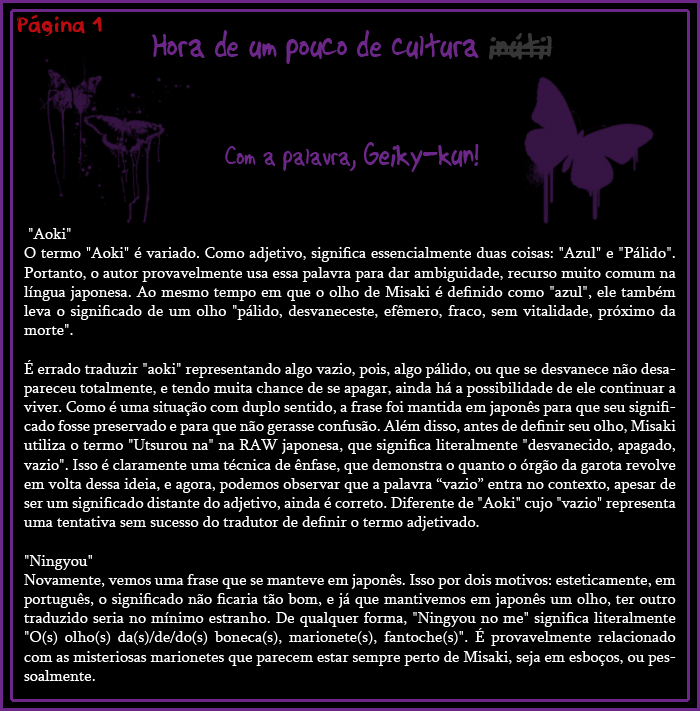 Página 1
Hora de um pouco de cultura inútil
Com a palavra, Geiky-kun!
"Aoki"
O termo "Aoki" é variado. Como adjetivo, significa essencialmente duas coisas: "Azul" e "Pálido".
Portanto, o autor provavelmente usa essa palavra para dar ambiguidade, recurso muito comum na
língua japonesa. Ao mesmo tempo em que o olho de Misaki é definido como "azul", ele também
leva o significado de um olho "pálido, desvaneceste, efêmero, fraco, sem vitalidade, próximo da
morte".
É errado traduzir "aoki" representando algo vazio, pois, algo pálido, ou que se desvanece não desa-
pareceu totalmente, e tendo muita chance de se apagar, ainda há a possibilidade de ele continuar a
viver. Como é uma situação com duplo sentido, a frase foi mantida em japonês para que seu signifi-
cado fosse preservado e para que não gerasse confusão. Além disso, antes de definir seu olho, Misaki
utiliza o termo "Utsurou na" na RAW japonesa, que significa literalmente "desvanecido, apagado,
vazio". Isso é claramente uma técnica de ênfase, que demonstra o quanto o órgão da garota revolve
em volta dessa ideia, e agora, podemos observar que a palavra “vazio” entra no contexto, apesar de
ser um significado distante do adjetivo, ainda é correto. Diferente de "Aoki" cujo "vazio" representa
uma tentativa sem sucesso do tradutor de definir o termo adjetivado.
"Ningyou"
Novamente, vemos uma frase que se manteve em japonês. Isso por dois motivos: esteticamente, em
português, o significado não ficaria tão bom, e já que mantivemos em japonês um olho, ter outro
traduzido seria no mínimo estranho. De qualquer forma, "Ningyou no me" significa literalmente
"O(s) olho(s) da(s)/de/do(s) boneca(s), marionete(s), fantoche(s)". É provavelmente relacionado
com as misteriosas marionetes que parecem estar sempre perto de Misaki, seja em esboços, ou pes-
soalmente.